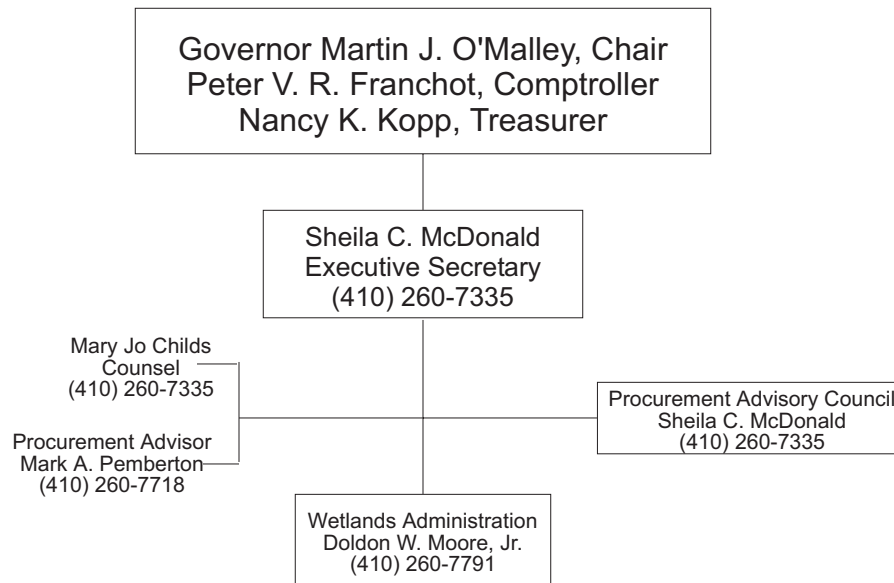 Governor Martin J. O'Malley, Chair
Peter V. R. Franchot, Comptroller
Nancy K. Kopp, Treasurer
Sheila C. McDonald
Executive Secretary
(410) 260-7335
Mary Jo Childs
Counsel
(410) 260-7335
Procurement Advisor
Mark A. Pemberton
(410) 260-7718
Procurement Advisory Council
Sheila C. McDonald
(410) 260-7335
Wetlands Administration
Doldon W. Moore, Jr.
(410) 260-7791